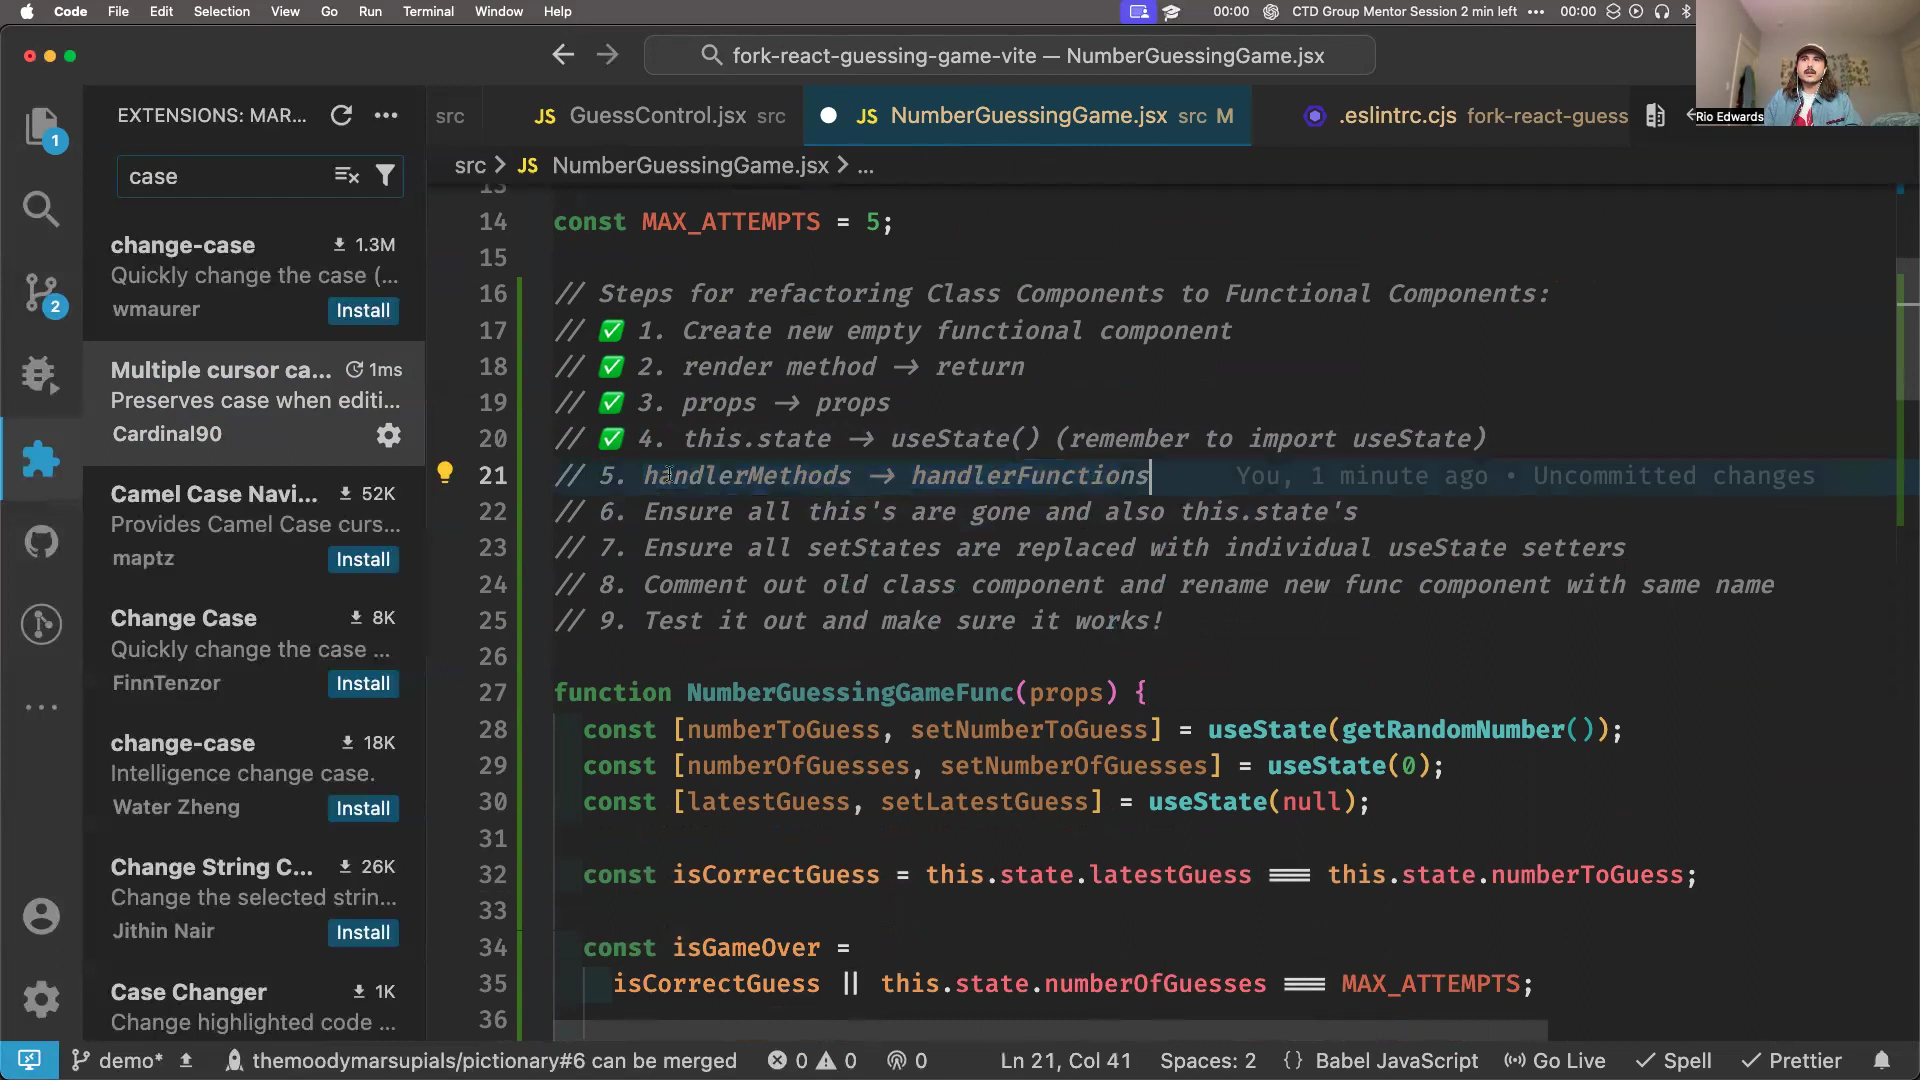 Code File Edit Selection View Go Run Terminal Window Help 00:00 CTD Group Mentor Session 2 min left ••• 00:00
fork-react-guessing-game-vite — NumberGuessingGame.jsx
Rio Edwards
EXTENSIONS: MAR...
src JS GuessControl.jsx src JS NumberGuessingGame.jsx src M .eslintrc.cjs fork-react-guess
src > JS NumberGuessingGame.jsx > ...
1
2
case
change-case 1.3M
Quickly change the case (...
wmaurer Install
Multiple cursor ca... 1ms
Preserves case when editi...
Cardinal90
Camel Case Navi... 52K
Provides Camel Case curs...
maptz Install
Change Case 8K
Quickly change the case ...
FinnTenzor Install
change-case 18K
Intelligence change case.
Water Zheng Install
Change String C... 26K
Change the selected strin...
Jithin Nair Install
Case Changer 1K
Change highlighted code ...
13
14 const MAX_ATTEMPTS = 5;
15
16 // Steps for refactoring Class Components to Functional Components:
17 // ✅ 1. Create new empty functional component
18 // ✅ 2. render method → return
19 // ✅ 3. props → props
20 // ✅ 4. this.state → useState() (remember to import useState)
21 // 5. handlerMethods → handlerFunctions You, 1 minute ago • Uncommitted changes
22 // 6. Ensure all this's are gone and also this.state's
23 // 7. Ensure all setStates are replaced with individual useState setters
24 // 8. Comment out old class component and rename new func component with same name
25 // 9. Test it out and make sure it works!
26
27 function NumberGuessingGameFunc(props) {
28 const [numberToGuess, setNumberToGuess] = useState(getRandomNumber());
29 const [numberOfGuesses, setNumberOfGuesses] = useState(0);
30 const [latestGuess, setLatestGuess] = useState(null);
31
32 const isCorrectGuess = this.state.latestGuess === this.state.numberToGuess;
33
34 const isGameOver =
35 isCorrectGuess || this.state.numberOfGuesses === MAX_ATTEMPTS;
36
demo* themoodymarsupials/pictionary#6 can be merged 0 0 0 Ln 21, Col 41 Spaces: 2 {} Babel JavaScript Go Live Spell Prettier